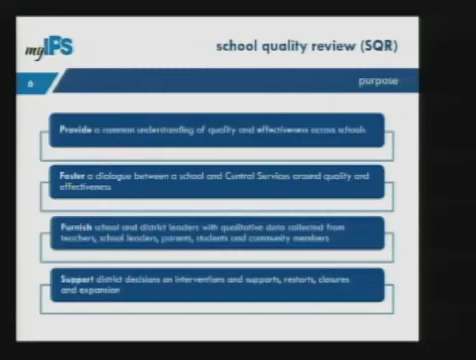 myIPS
school quality review (SQR)
6
purpose
Provide a common understanding of quality and effectiveness across schools
Foster a dialogue between a school and Central Services around quality and
effectiveness
Furnish school and district leaders with qualitative data collected from
teachers, school leaders, parents, students and community members
Support district decisions on interventions and supports, restarts, closures
and expansion